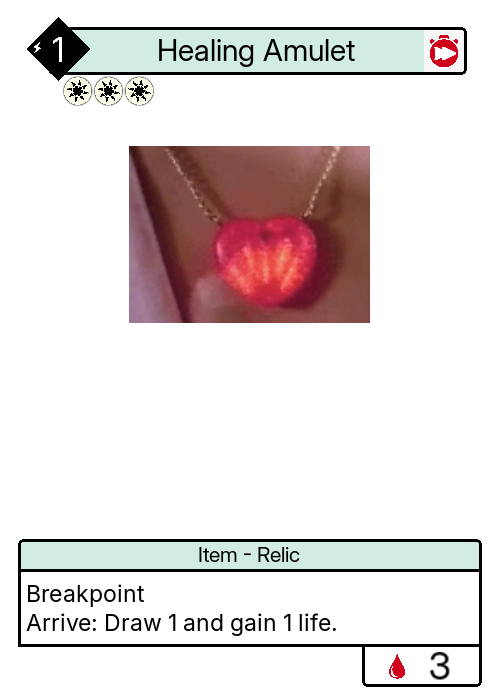 1
Healing Amulet
Item - Relic
Breakpoint
Arrive: Draw 1 and gain 1 life.
3